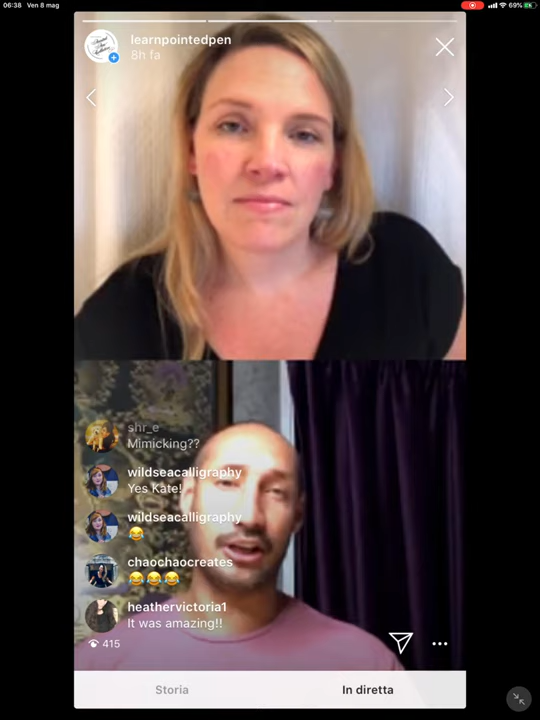 06:38 Ven 8 mag
69%
learnpointedpen
8h fa
shr_e
Mimicking??
wildseacalligraphy
Yes Kate!
wildseacalligraphy
😂
chaochaocreates
😂😂😂
heathervictoria1
It was amazing!!
415
Storia
In diretta